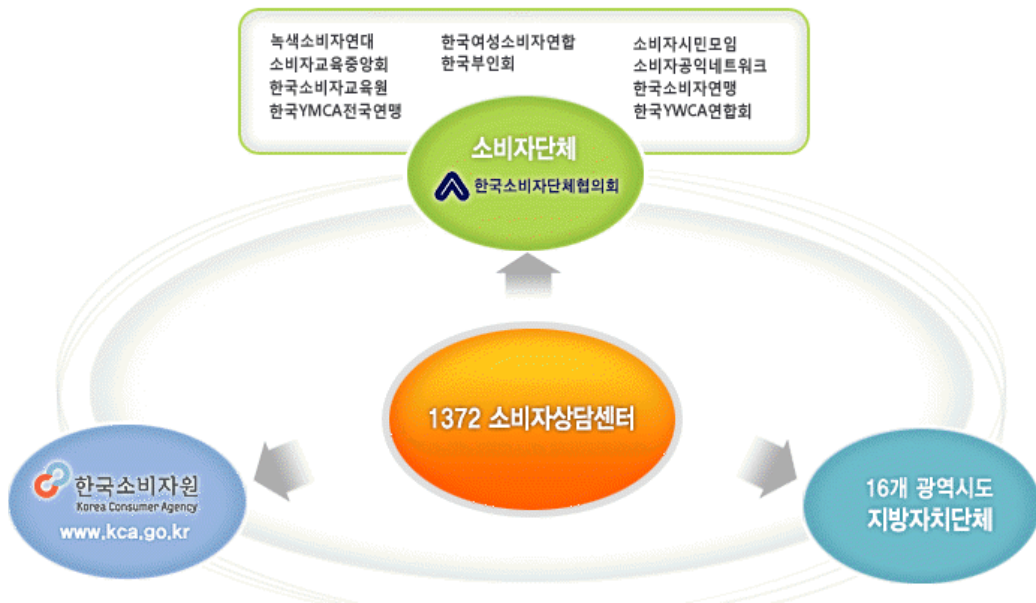 녹색소비자연대
소비자교육중앙회
한국소비자교육원
한국YMCA전국연맹
한국여성소비자연합
한국부인회
소비자시민모임
소비자공익네트워크
한국소비자연맹
한국YWCA연합회
소비자단체
한국소비자단체협의회
1372 소비자상담센터
한국소비자원
Korea Consumer Agency
www.kca.go.kr
16개 광역시도
지방자치단체